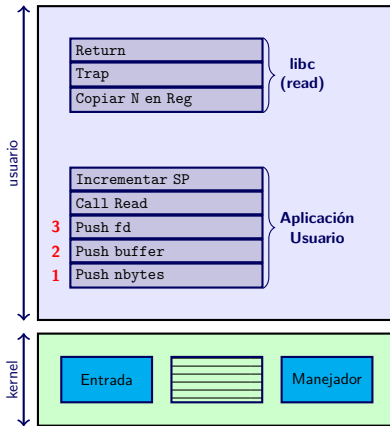 usuario
Return
Trap
Copiar N en Reg
libc
(read)
Incrementar SP
Call Read
3 Push fd
2 Push buffer
1 Push nbytes
Aplicación
Usuario
kernel
Entrada
Manejador